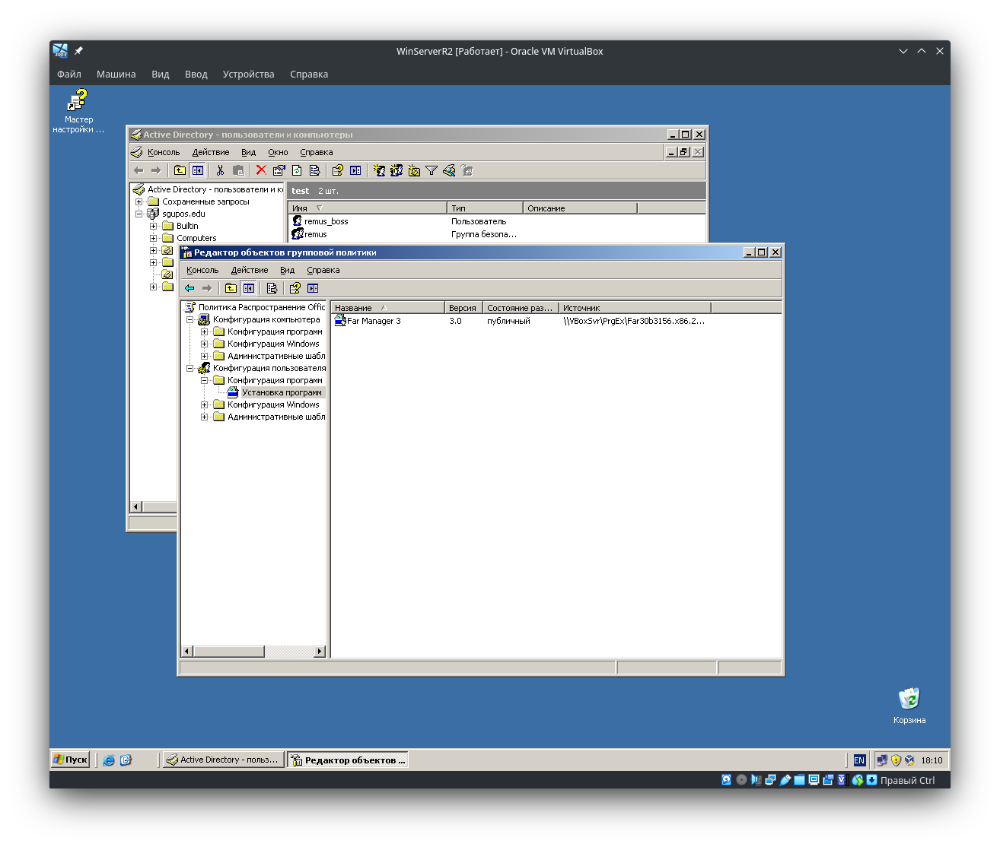 WinServerR2 [Работает] - Oracle VM VirtualBox
Файл Машина Вид Ввод Устройства Справка
Мастер
настройки ...
Active Directory - пользователи и компьютеры
Консоль Действие Вид Окно Справка
Active Directory - пользователи и к
test 2 шт.
Сохраненные запросы
Имя Тип Описание
sgupos.edu
remus_boss Пользователь
Builtin
remus Группа безопа...
Computers
Редактор объектов групповой политики
Консоль Действие Вид Справка
Политика Распространение Offic
Название Версия Состояние раз... Источник
Конфигурация компьютера
Far Manager 3 3.0 публичный \\VBoxSvr\PrgEx\Far30b3156.x86.2...
Конфигурация программ
Конфигурация Windows
Административные шабл
Конфигурация пользователя
Конфигурация программ
Установка программ
Конфигурация Windows
Административные шабл
Корзина
Пуск Active Directory - польз... Редактор объектов ... EN 18:10
Правый Ctrl